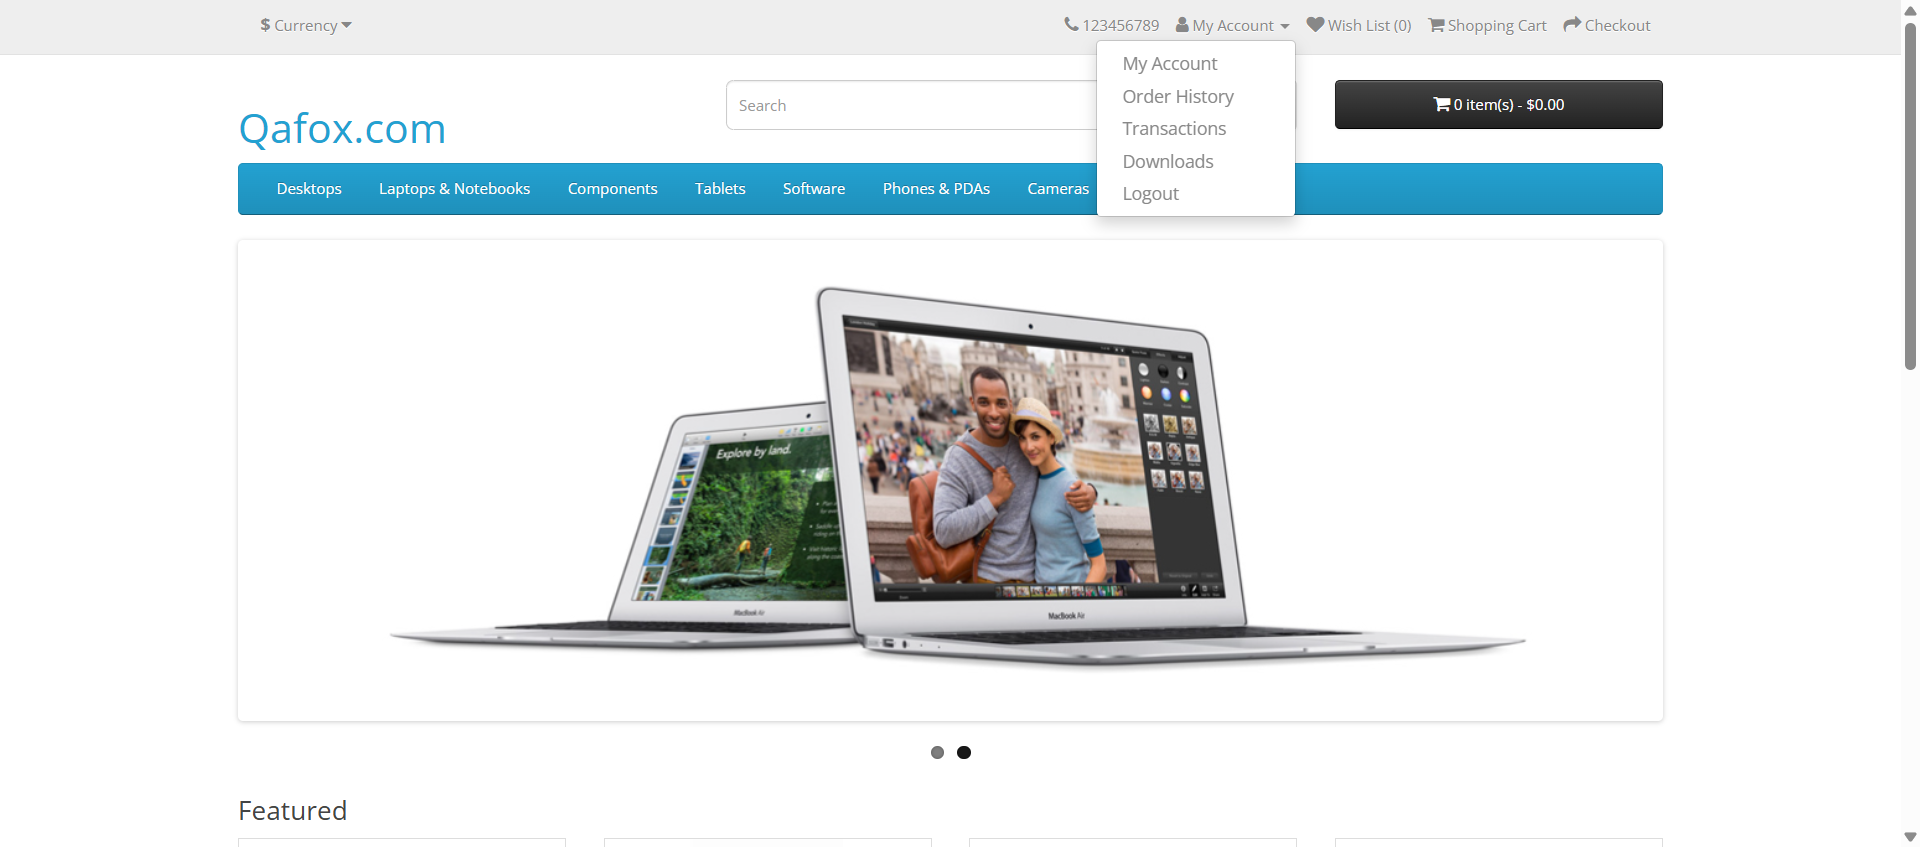 $ Currency
123456789 My Account Wish List (0) Shopping Cart Checkout
My Account
Order History
Transactions
Downloads
Logout
Qafox.com
Search
0 item(s) - $0.00
Desktops Laptops & Notebooks Components Tablets Software Phones & PDAs Cameras
Explore by land.
MacBook Air
MacBook Air
Featured